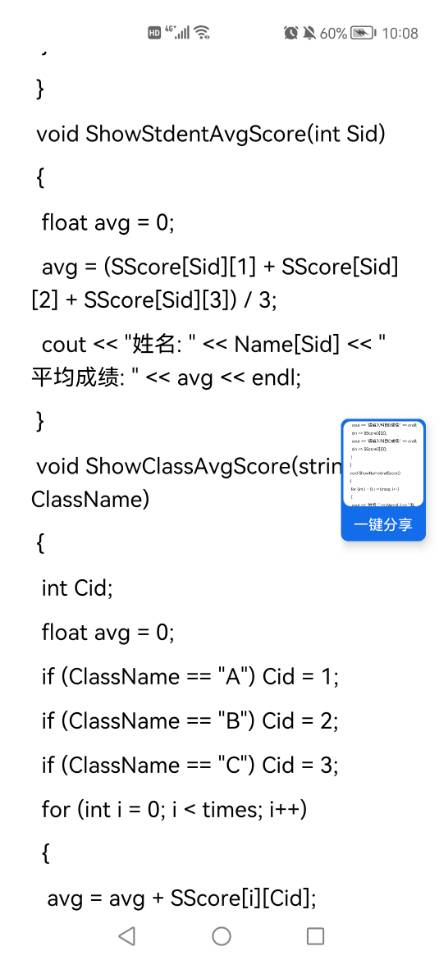 HD 4G 60% 10:08
}
void ShowStdentAvgScore(int Sid)
{
float avg = 0;
avg = (SScore[Sid][1] + SScore[Sid]
[2] + SScore[Sid][3]) / 3;
cout << "姓名: " << Name[Sid] << "
平均成绩: " << avg << endl;
}
void ShowClassAvgScore(strin
ClassName)
{
int Cid;
float avg = 0;
if (ClassName == "A") Cid = 1;
if (ClassName == "B") Cid = 2;
if (ClassName == "C") Cid = 3;
for (int i = 0; i < times; i++)
{
avg = avg + SScore[i][Cid];
一键分享